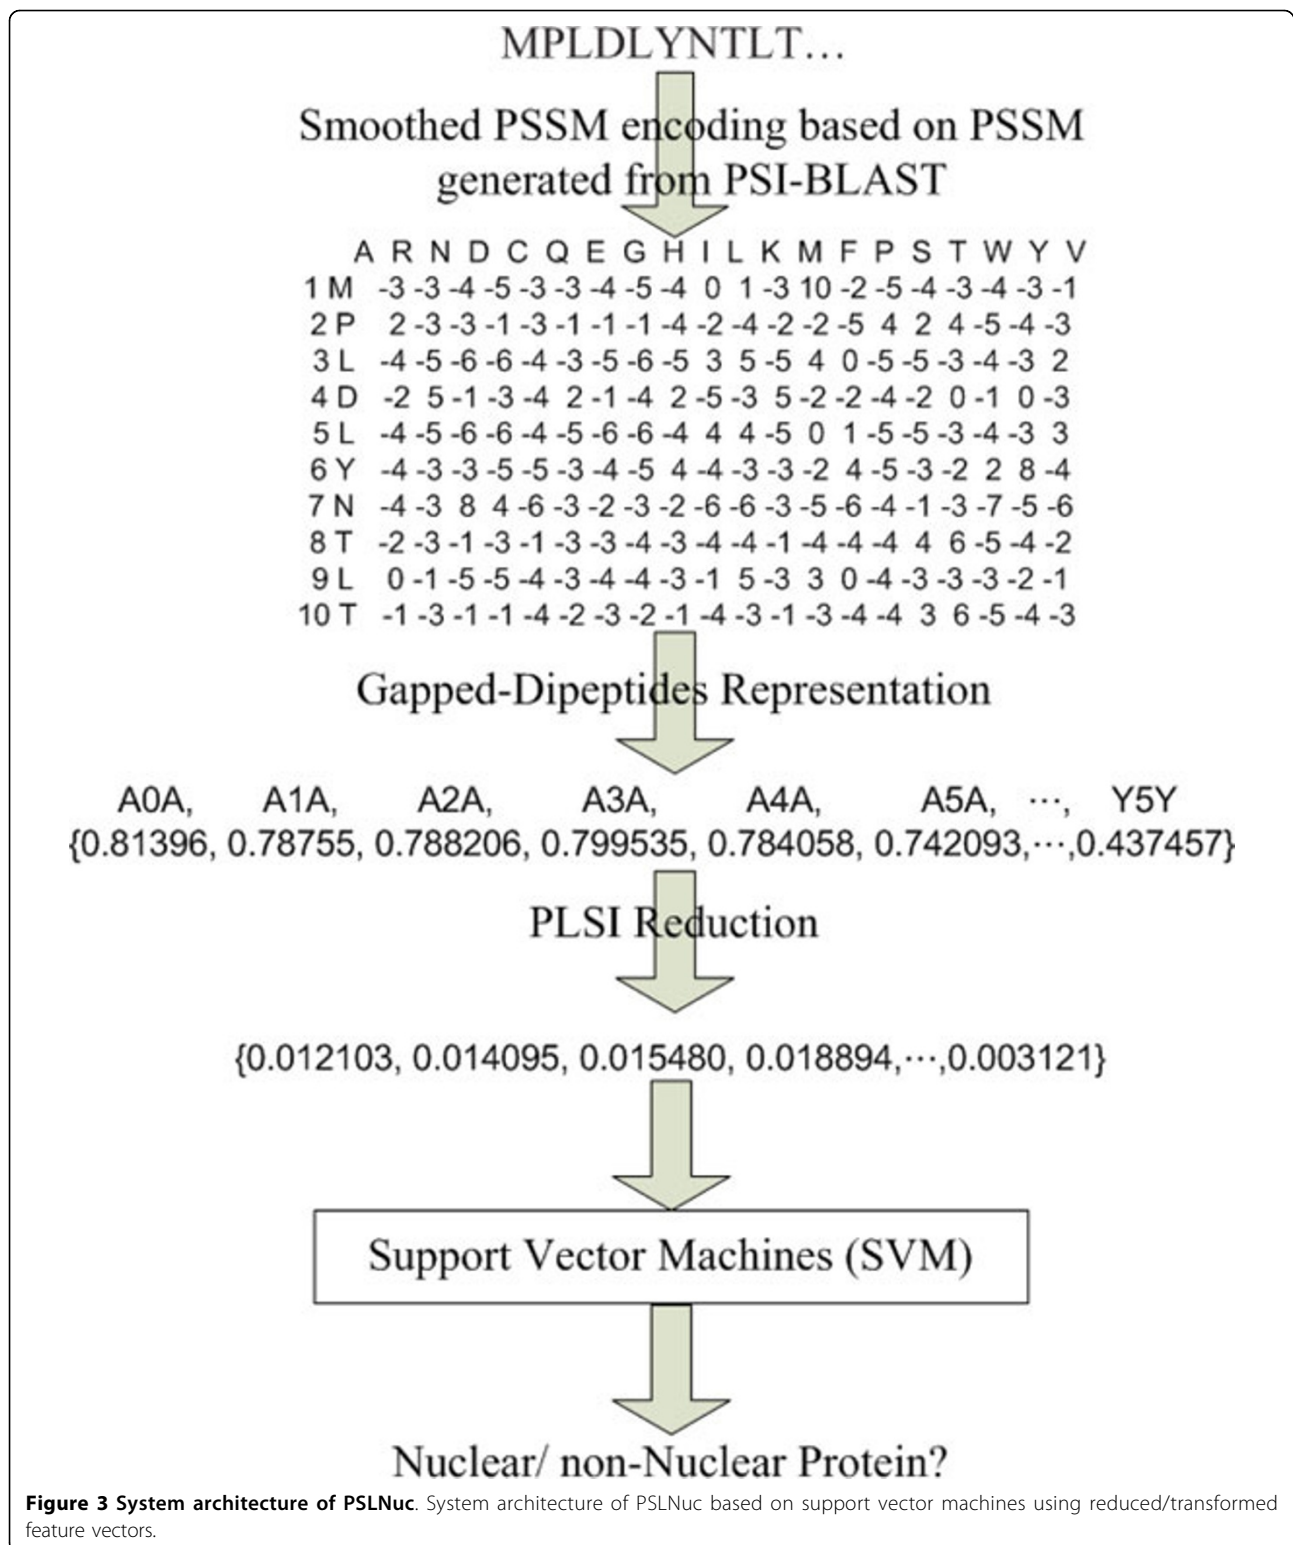 MPLDLYNTLT...
Smoothed PSSM encoding based on PSSM
generated from PSI-BLAST
A R N D C Q E G H I L K M F P S T W Y V
1 M -3 -3 -4 -5 -3 -3 -4 -5 -4 0 1 -3 10 -2 -5 -4 -3 -4 -3 -1
2 P 2 -3 -3 -1 -3 -1 -1 -1 -4 -2 -4 -2 -2 -5 4 2 4 -5 -4 -3
3 L -4 -5 -6 -6 -4 -3 -5 -6 -5 3 5 -5 4 0 -5 -5 -3 -4 -3 2
4 D -2 5 -1 -3 -4 2 -1 -4 2 -5 -3 5 -2 -2 -4 -2 0 -1 0 -3
5 L -4 -5 -6 -6 -4 -5 -6 -6 -4 4 4 -5 0 1 -5 -5 -3 -4 -3 3
6 Y -4 -3 -3 -5 -5 -3 -4 -5 4 -4 -3 -3 -2 4 -5 -3 -2 2 8 -4
7 N -4 -3 8 4 -6 -3 -2 -3 -2 -6 -6 -3 -5 -6 -4 -1 -3 -7 -5 -6
8 T -2 -3 -1 -3 -1 -3 -3 -4 -3 -4 -4 -1 -4 -4 -4 4 6 -5 -4 -2
9 L 0 -1 -5 -5 -4 -3 -4 -4 -3 -1 5 -3 3 0 -4 -3 -3 -3 -2 -1
10 T -1 -3 -1 -1 -4 -2 -3 -2 -1 -4 -3 -1 -3 -4 -4 3 6 -5 -4 -3
Gapped-Dipeptides Representation
A0A, A1A, A2A, A3A, A4A, A5A, ⋯, Y5Y
{0.81396, 0.78755, 0.788206, 0.799535, 0.784058, 0.742093,⋯,0.437457}
PLSI Reduction
{0.012103, 0.014095, 0.015480, 0.018894,⋯,0.003121}
Support Vector Machines (SVM)
Nuclear/ non-Nuclear Protein?
Figure 3 System architecture of PSLNuc. System architecture of PSLNuc based on support vector machines using reduced/transformed
feature vectors.